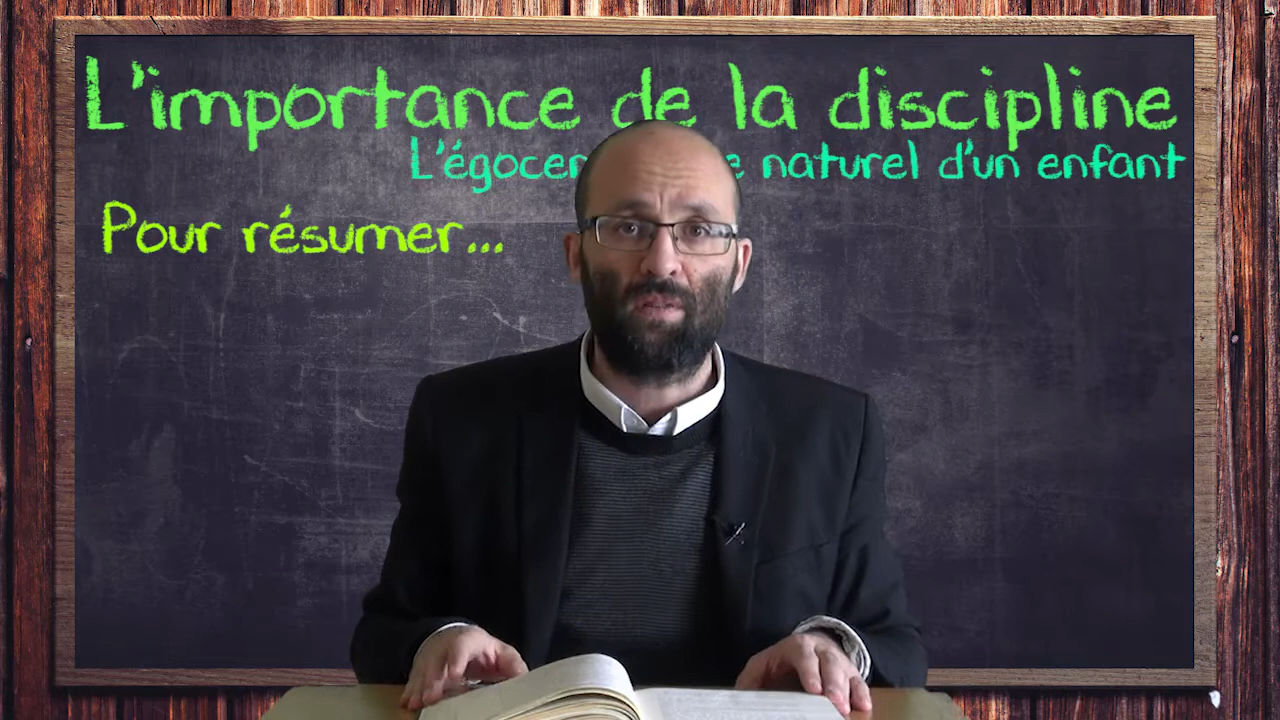 L'importance de la discipline
naturel d'un enfant
Pour résumer...